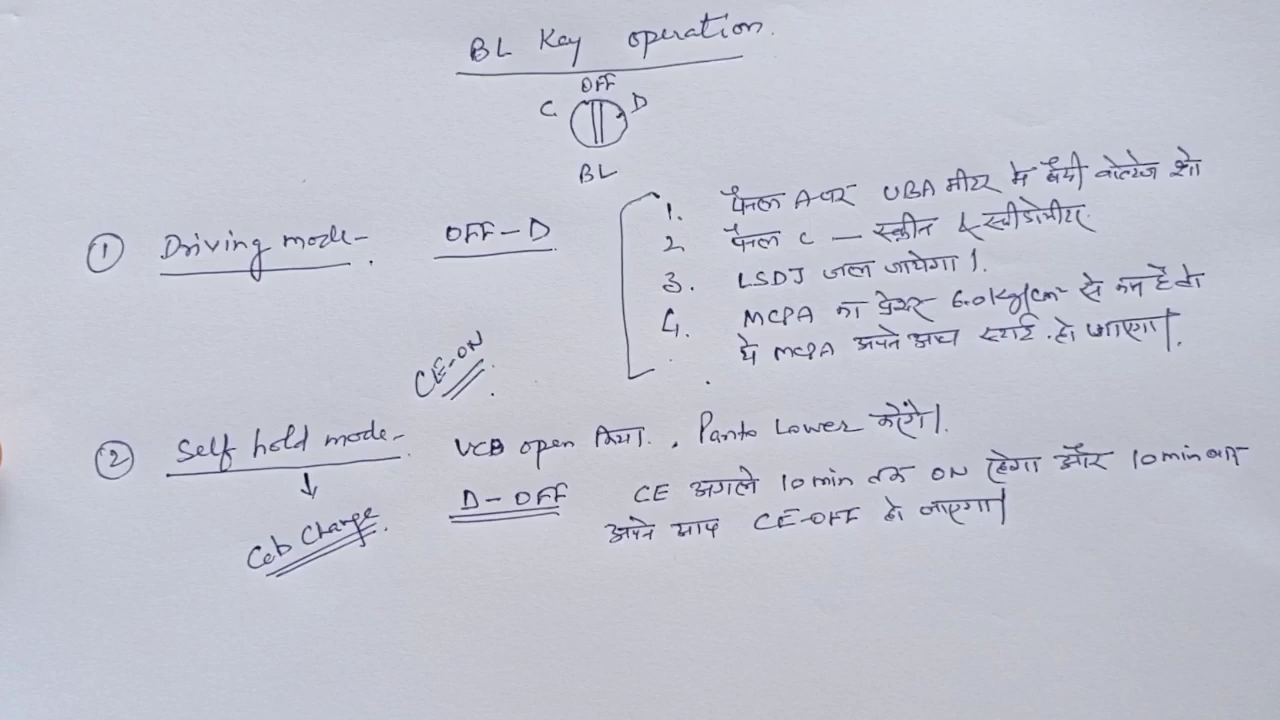 BL Key operation.
OFF
C D
BL
① Driving mode - OFF - D
1. पैनल A पर UBA मीटर में बैट्री वोल्टेज शो
2 पैनल C — स्क्रीन & स्पीडोमीटर
3. LSDJ जल जायेगा।
4. MCPA का प्रेशर 6.0 Kg/cm² से कम है तो
ये MCPA अपने आप स्टार्ट हो जाएगा।
CE-ON
② Self hold mode - VCB open किया. Panto Lower करेंगे।
D - OFF CE अगले 10 min तक ON रहेगा और 10 min बाद
अपने आप CE-OFF हो जाएगा।
↓
Cab Change